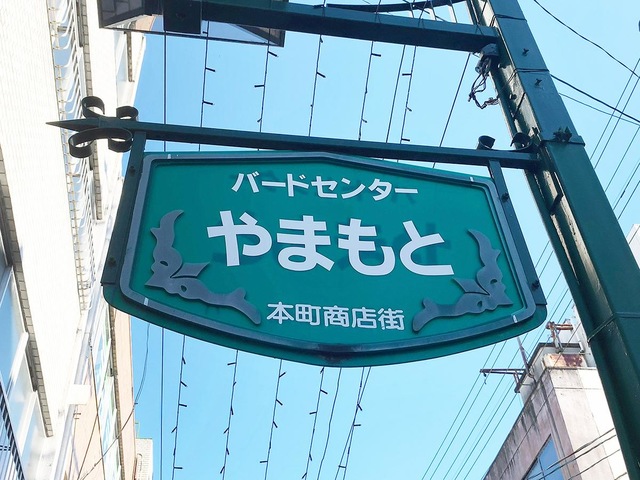 バードセンター
やまもと
本町商店街